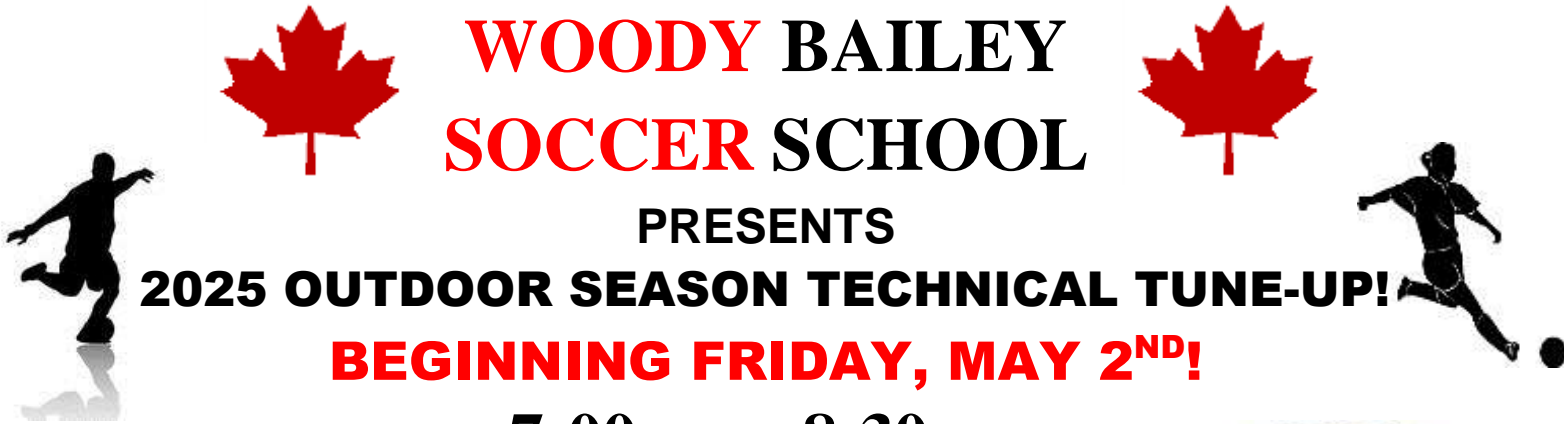 WOODY BAILEY
SOCCER SCHOOL
PRESENTS
2025 OUTDOOR SEASON TECHNICAL TUNE-UP!
BEGINNING FRIDAY, MAY 2ND!